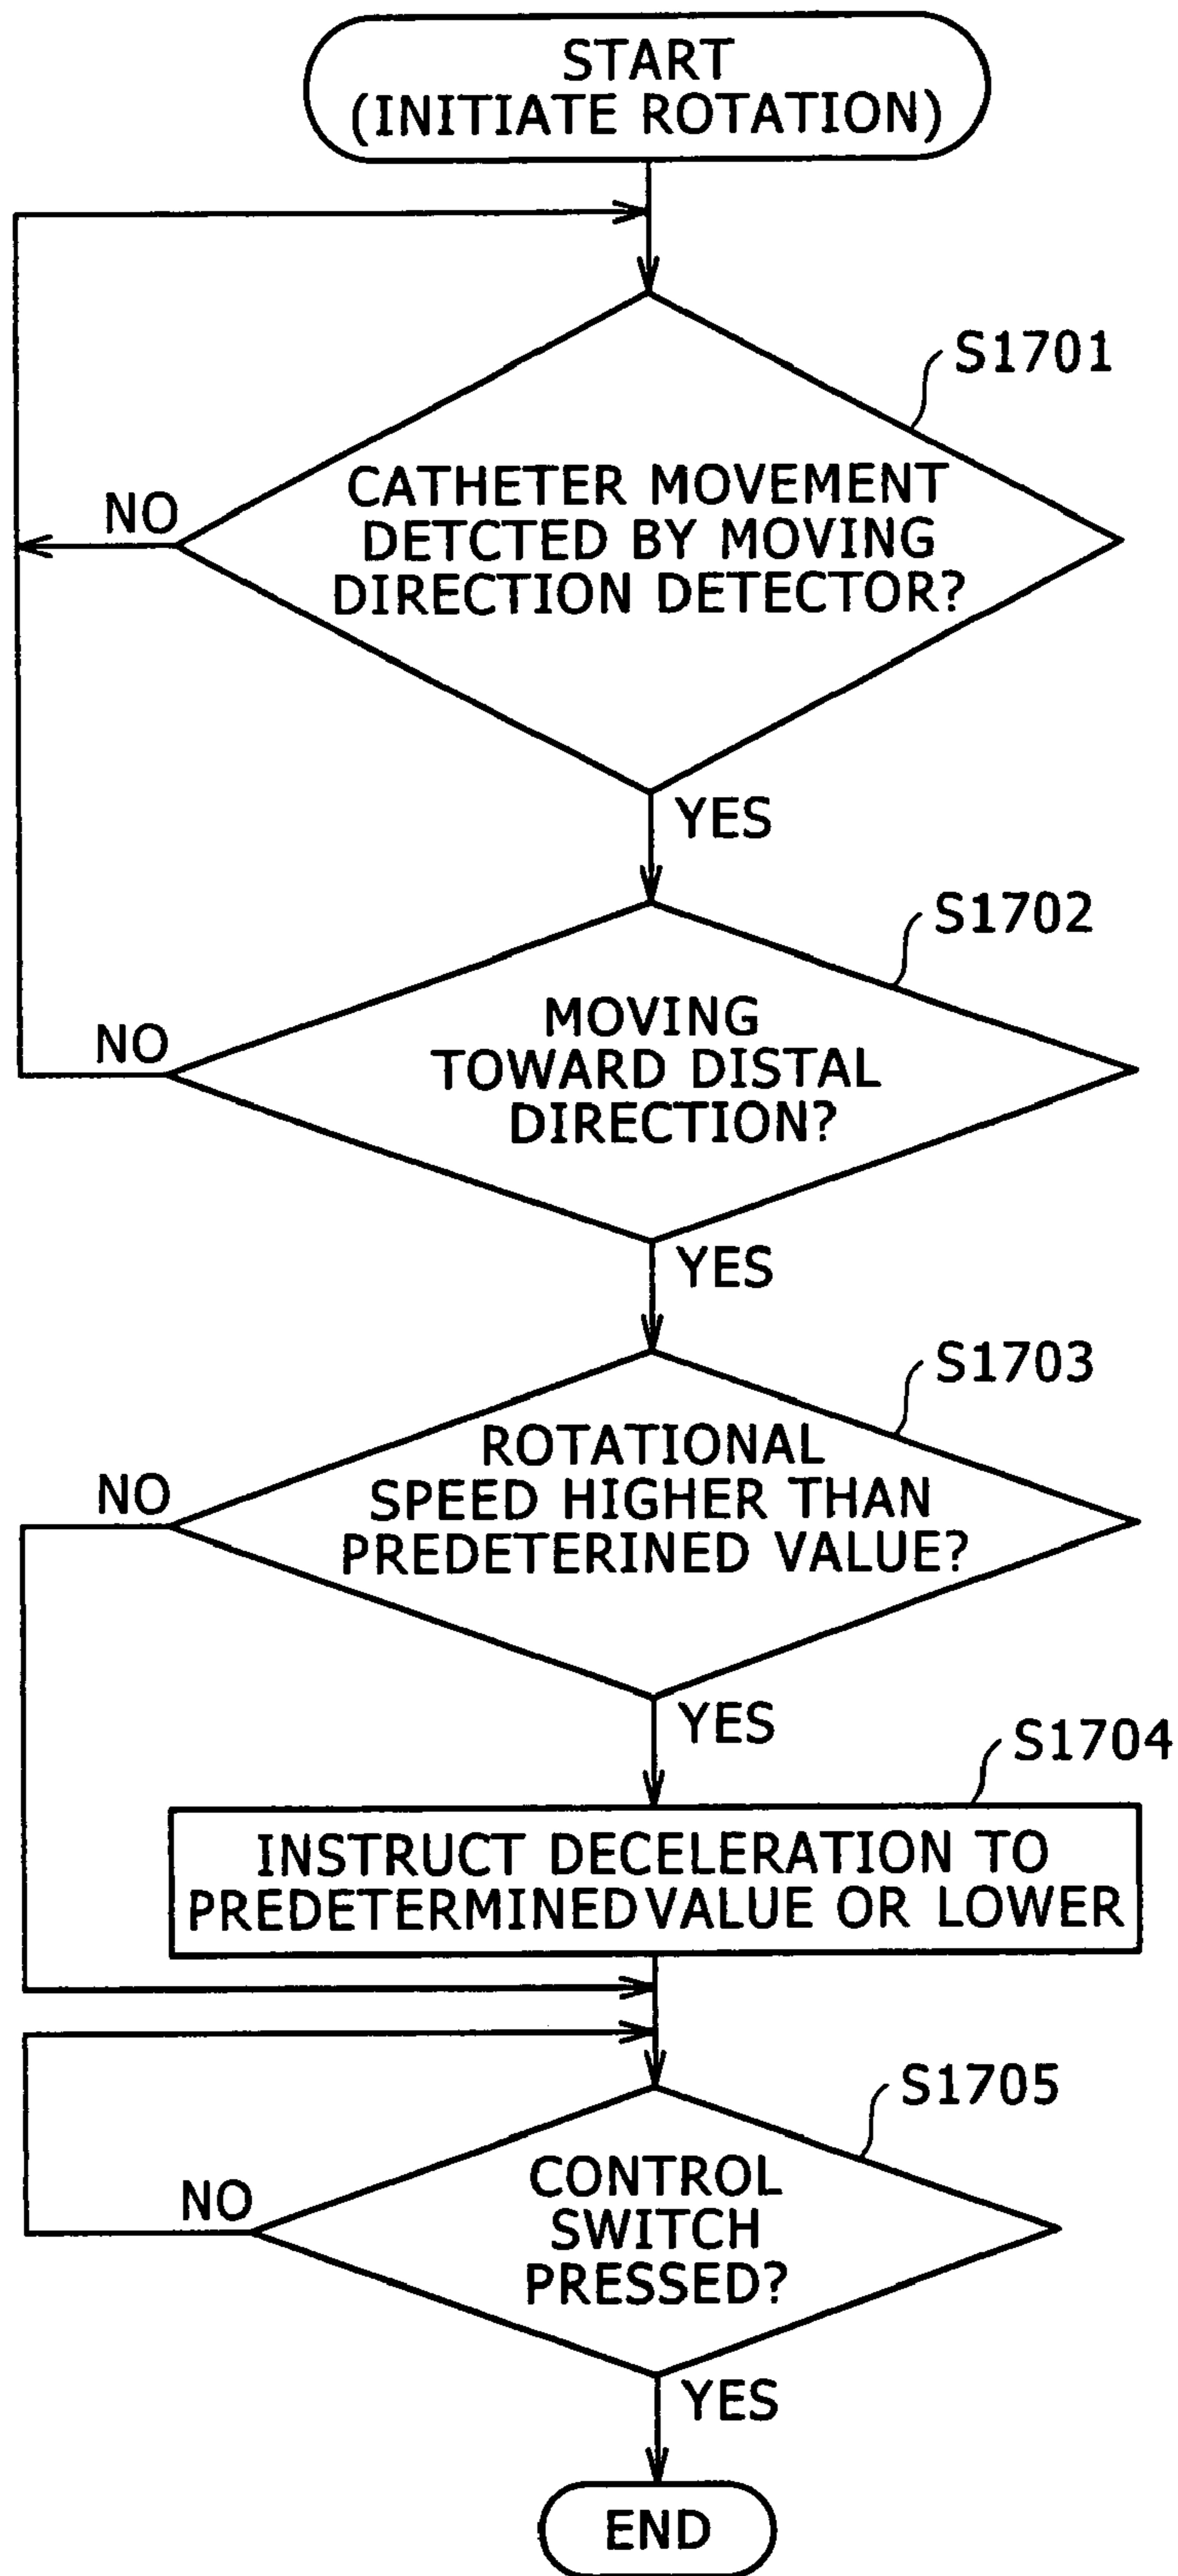 START
(INITIATE ROTATION)
S1701
CATHETER MOVEMENT
DETCTED BY MOVING
DIRECTION DETECTOR?
NO
YES
S1702
MOVING
TOWARD DISTAL
DIRECTION?
NO
YES
S1703
ROTATIONAL
SPEED HIGHER THAN
PREDETERINED VALUE?
NO
YES
S1704
INSTRUCT DECELERATION TO
PREDETERMINED VALUE OR LOWER
S1705
CONTROL
SWITCH
PRESSED?
NO
YES
END